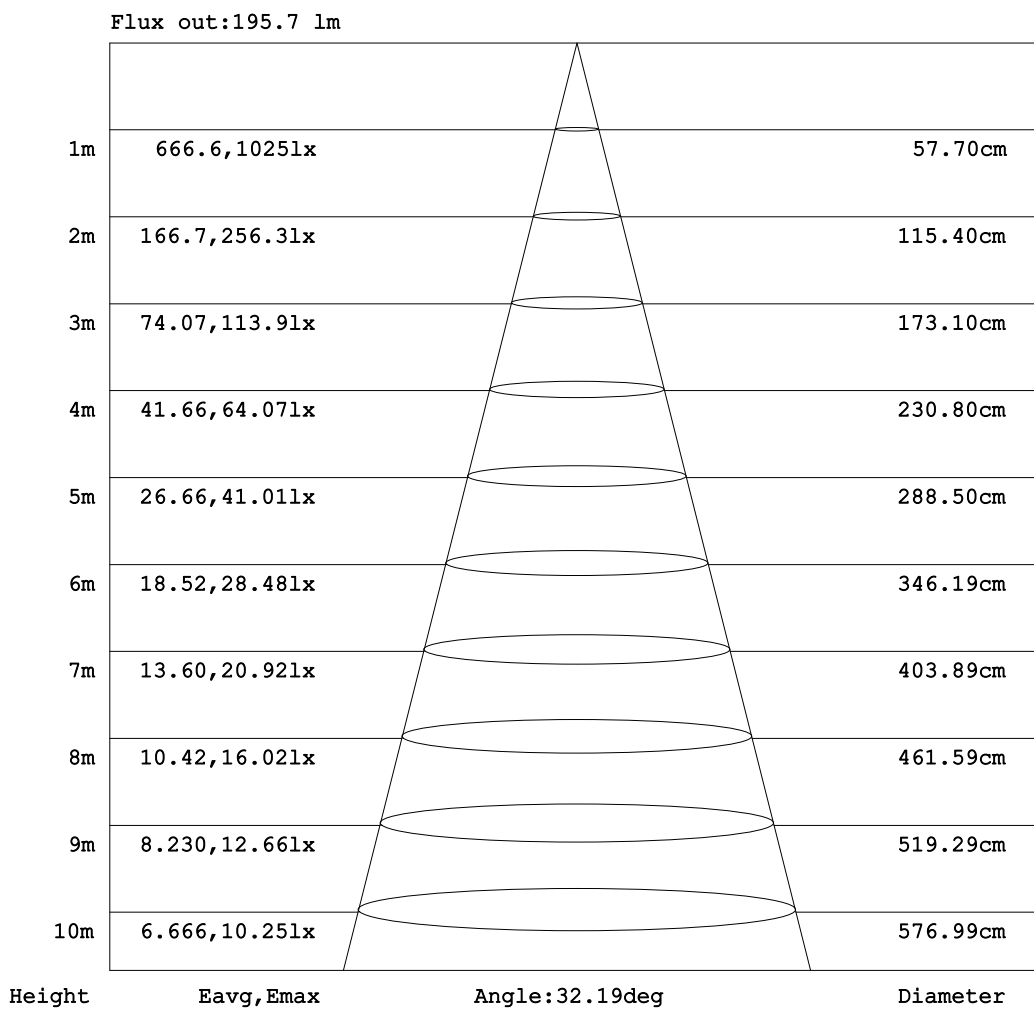 Flux out:195.7 lm
1m 666.6,1025lx 57.70cm
2m 166.7,256.3lx 115.40cm
3m 74.07,113.9lx 173.10cm
4m 41.66,64.07lx 230.80cm
5m 26.66,41.01lx 288.50cm
6m 18.52,28.48lx 346.19cm
7m 13.60,20.92lx 403.89cm
8m 10.42,16.02lx 461.59cm
9m 8.230,12.66lx 519.29cm
10m 6.666,10.25lx 576.99cm
Height Eavg,Emax Angle:32.19deg Diameter